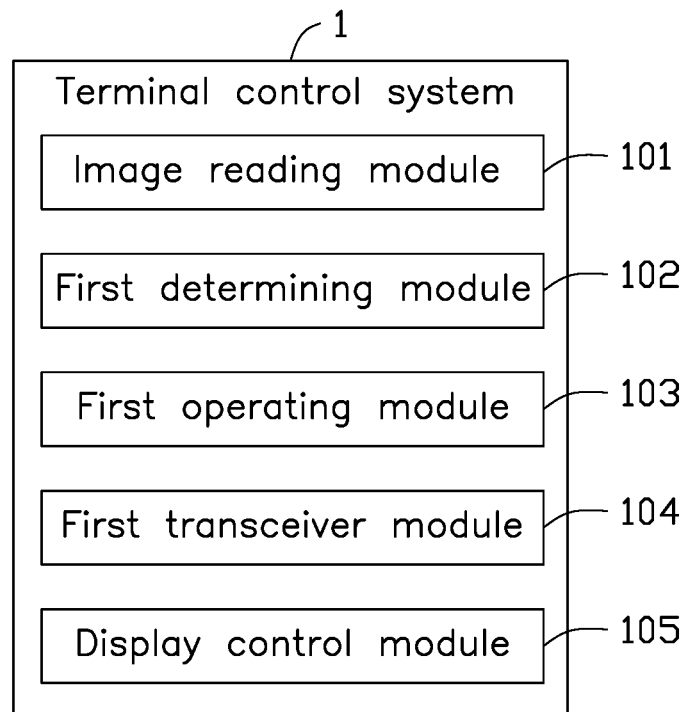 1
Terminal control system
Image reading module
101
First determining module
102
First operating module
103
First transceiver module
104
Display control module
105